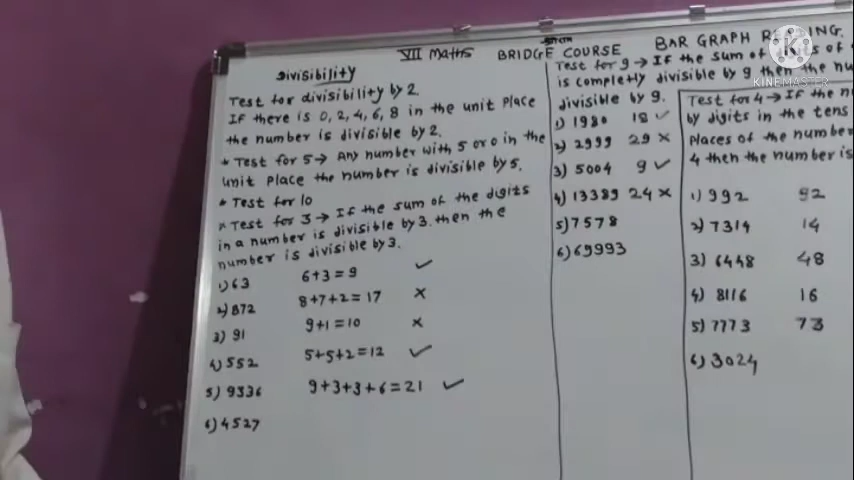 VII Maths BRIDGE COURSE BAR GRAPH READING.
KINEMASTER
Divisibility
Test for divisibility by 2.
If there is 0, 2, 4, 6, 8 in the unit place
the number is divisible by 2.
* Test for 5 → Any number with 5 or 0 in the
unit place the number is divisible by 5.
* Test for 10
* Test for 3 → If the sum of the digits
in a number is divisible by 3. then the
number is divisible by 3.
1) 63 6+3=9 ✓
2) 872 8+7+2=17 ×
3) 91 9+1=10 ×
4) 552 5+5+2=12 ✓
5) 9336 9+3+3+6=21 ✓
6) 4527
Test for 9 → If the sum of digits of
is completly divisible by 9 then the nu
divisible by 9.
1) 1980 18 ✓
2) 2999 29 ×
3) 5004 9 ✓
4) 13389 24 ×
5) 7578
6) 69993
Test for 4 → If the n
by digits in the tens
Places of the number
4 then the number is
1) 992 92
2) 7314 14
3) 6448 48
4) 8116 16
5) 7773 73
6) 3024